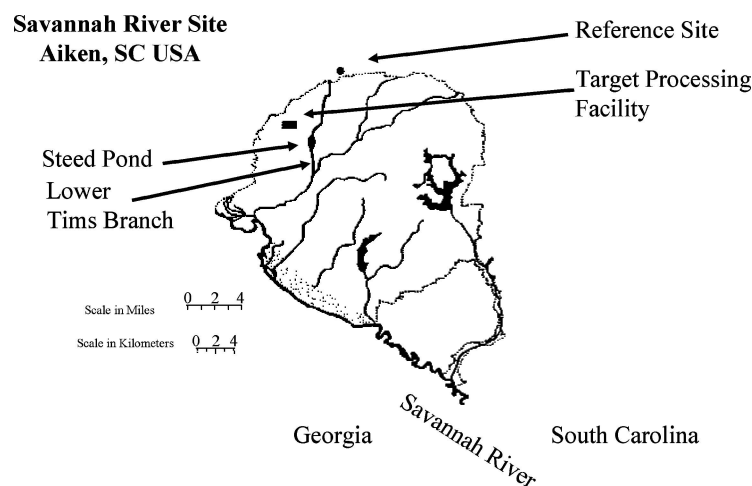 Savannah River Site
Aiken, SC USA
Reference Site
Target Processing
Facility
Steed Pond
Lower
Tims Branch
0 2 4
Scale in Miles
0 2 4
Scale in Kilometers
Savannah River
Georgia
South Carolina